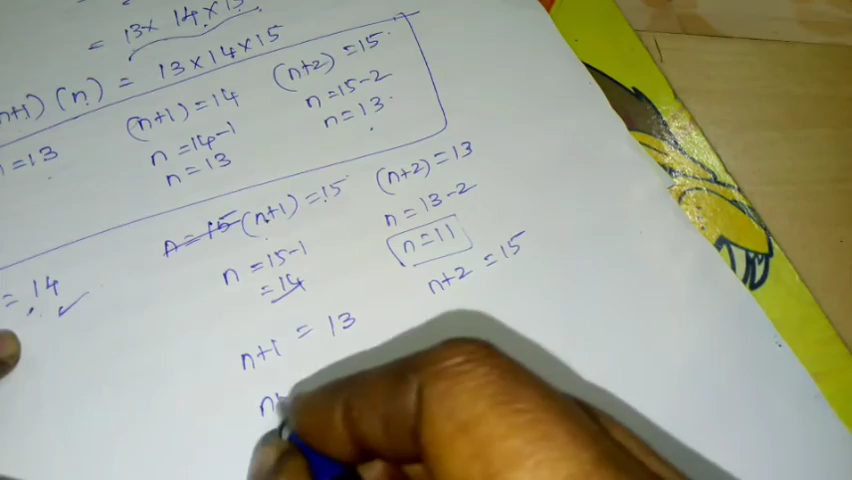 = 13 × 14 × 15
n+1) (n) = 13 × 14 × 15
n = 13 (n+1) = 14 (n+2) = 15
n = 14-1 n = 15-2
n = 13 n = 13
= 14 n = 15 (n+1) = 15 (n+2) = 13
n = 15-1 n = 13-2
= 14 n = 11
n+1 = 13 n+2 = 15